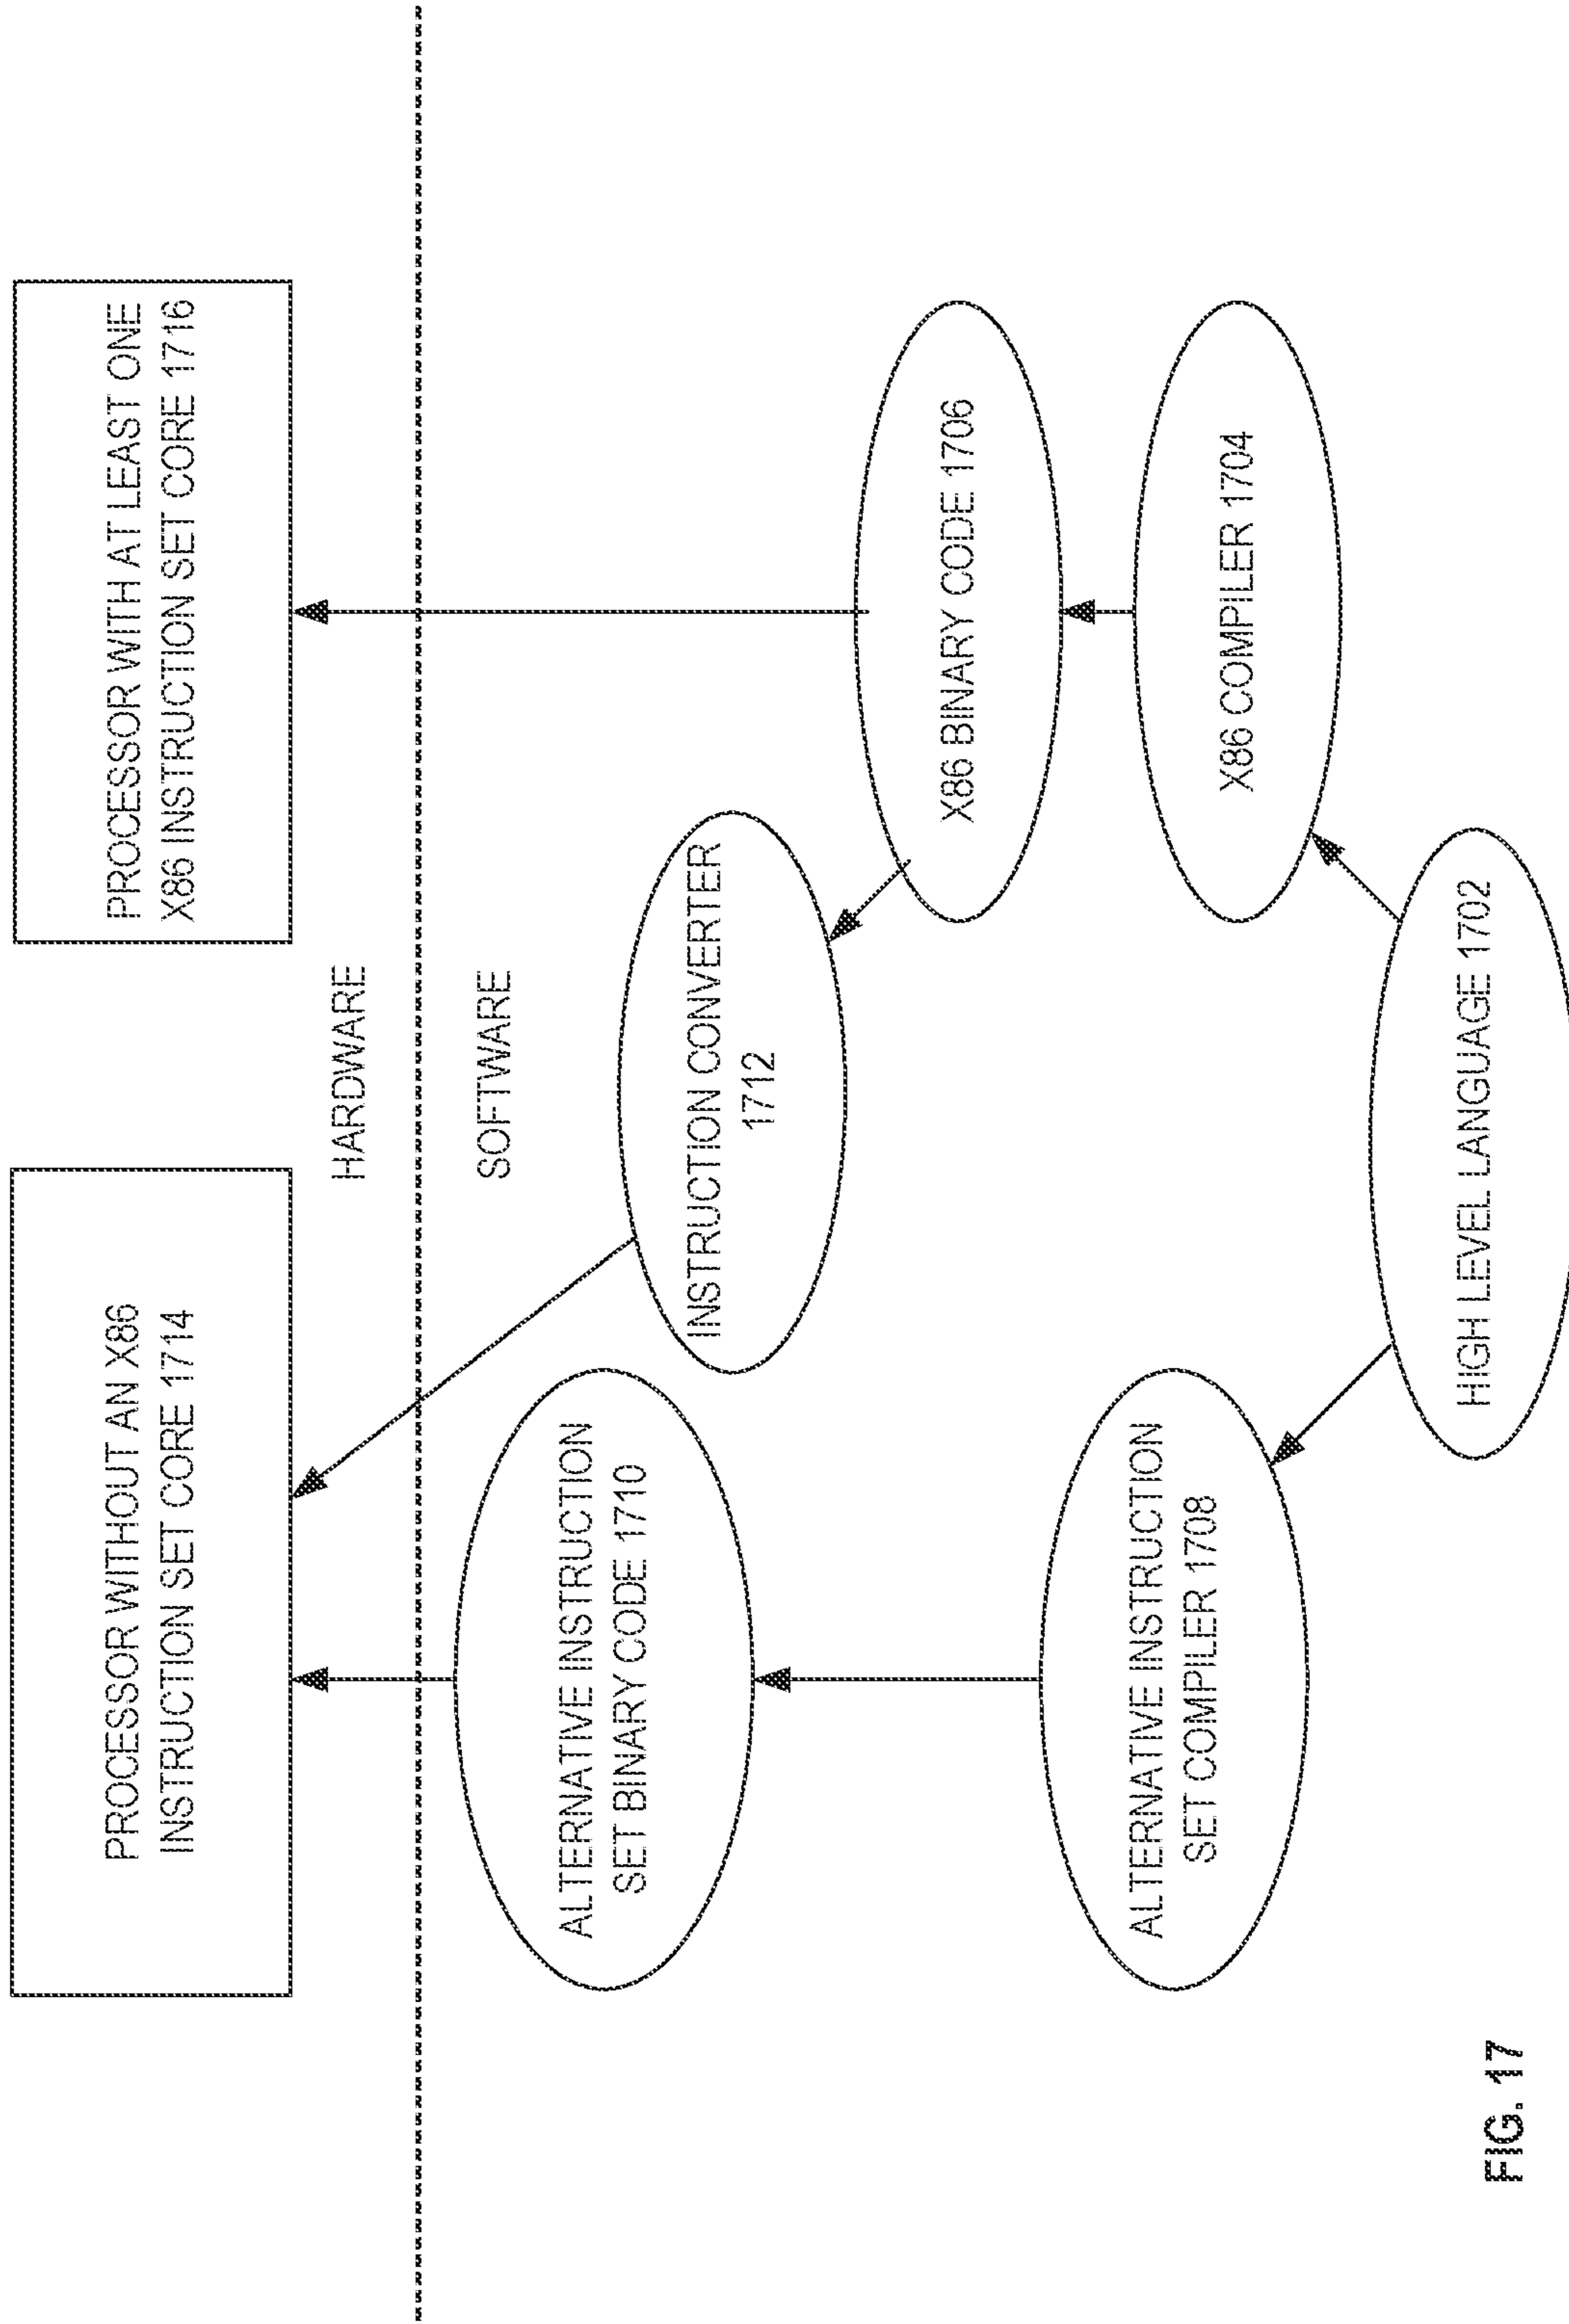 PROCESSOR WITHOUT AN X86
INSTRUCTION SET CORE 1714
PROCESSOR WITH AT LEAST ONE
X86 INSTRUCTION SET CORE 1716
HARDWARE
SOFTWARE
ALTERNATIVE INSTRUCTION
SET BINARY CODE 1710
INSTRUCTION CONVERTER
1712
X86 BINARY CODE 1706
ALTERNATIVE INSTRUCTION
SET COMPILER 1708
X86 COMPILER 1704
HIGH LEVEL LANGUAGE 1702
FIG. 17